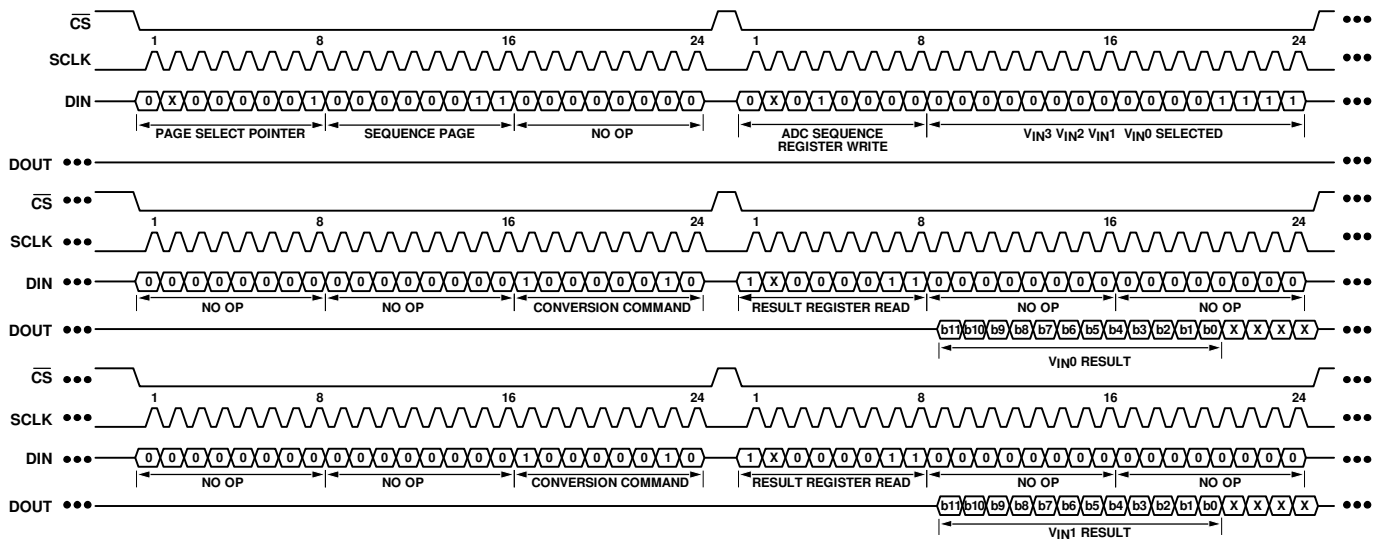 CS
1 8 16 24 1 8 16 24
SCLK
DIN 0 X 0 0 0 0 0 1 0 0 0 0 0 0 1 1 0 0 0 0 0 0 0 0 0 X 0 1 0 0 0 0 0 0 0 0 0 0 0 0 0 0 0 0 1 1 1 1
PAGE SELECT POINTER SEQUENCE PAGE NO OP ADC SEQUENCE REGISTER WRITE VIN3 VIN2 VIN1 VIN0 SELECTED
DOUT
CS
1 8 16 24 1 8 16 24
SCLK
DIN 0 0 0 0 0 0 0 0 0 0 0 0 0 0 0 0 1 0 0 0 0 0 1 0 1 X 0 0 0 0 1 1 0 0 0 0 0 0 0 0 0 0 0 0 0 0 0 0
NO OP NO OP CONVERSION COMMAND RESULT REGISTER READ NO OP NO OP
DOUT b11 b10 b9 b8 b7 b6 b5 b4 b3 b2 b1 b0 X X X X
VIN0 RESULT
CS
1 8 16 24 1 8 16 24
SCLK
DIN 0 0 0 0 0 0 0 0 0 0 0 0 0 0 0 0 1 0 0 0 0 0 1 0 1 X 0 0 0 0 1 1 0 0 0 0 0 0 0 0 0 0 0 0 0 0 0 0
NO OP NO OP CONVERSION COMMAND RESULT REGISTER READ NO OP NO OP
DOUT b11 b10 b9 b8 b7 b6 b5 b4 b3 b2 b1 b0 X X X X
VIN1 RESULT